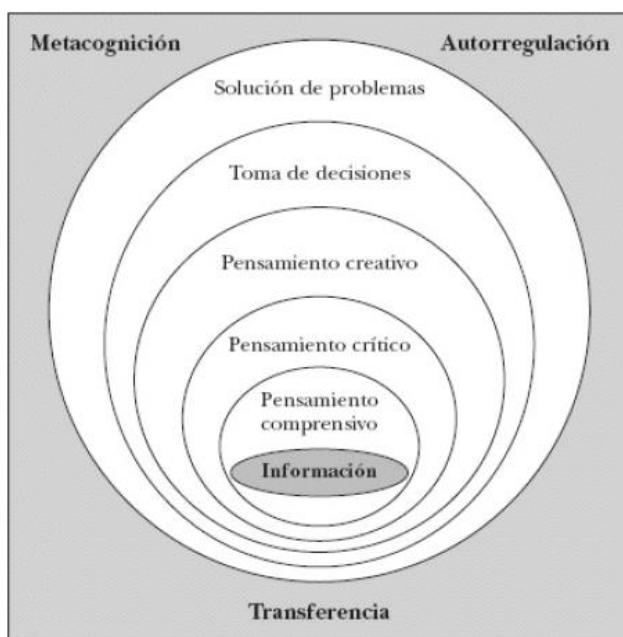 Metacognición
Autorregulación
Solución de problemas
Toma de decisiones
Pensamiento creativo
Pensamiento crítico
Pensamiento
comprensivo
Información
Transferencia